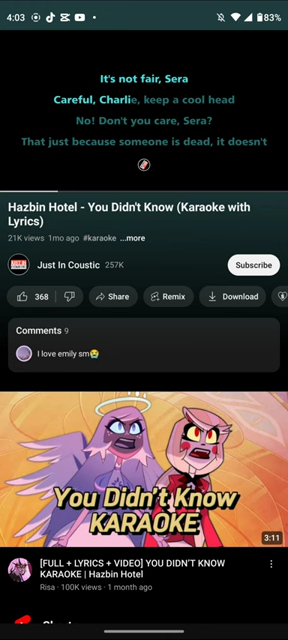 4:03
83%
It's not fair, Sera
Careful, Charlie, keep a cool head
No! Don't you care, Sera?
That just because someone is dead, it doesn't
Hazbin Hotel - You Didn't Know (Karaoke with
Lyrics)
21K views 1mo ago #karaoke ...more
Just In Coustic 257K
Subscribe
368
Share
Remix
Download
Comments 9
I love emily sm😭
You Didn't Know
KARAOKE
3:11
[FULL + LYRICS + VIDEO] YOU DIDN'T KNOW
KARAOKE | Hazbin Hotel
Risa · 100K views · 1 month ago